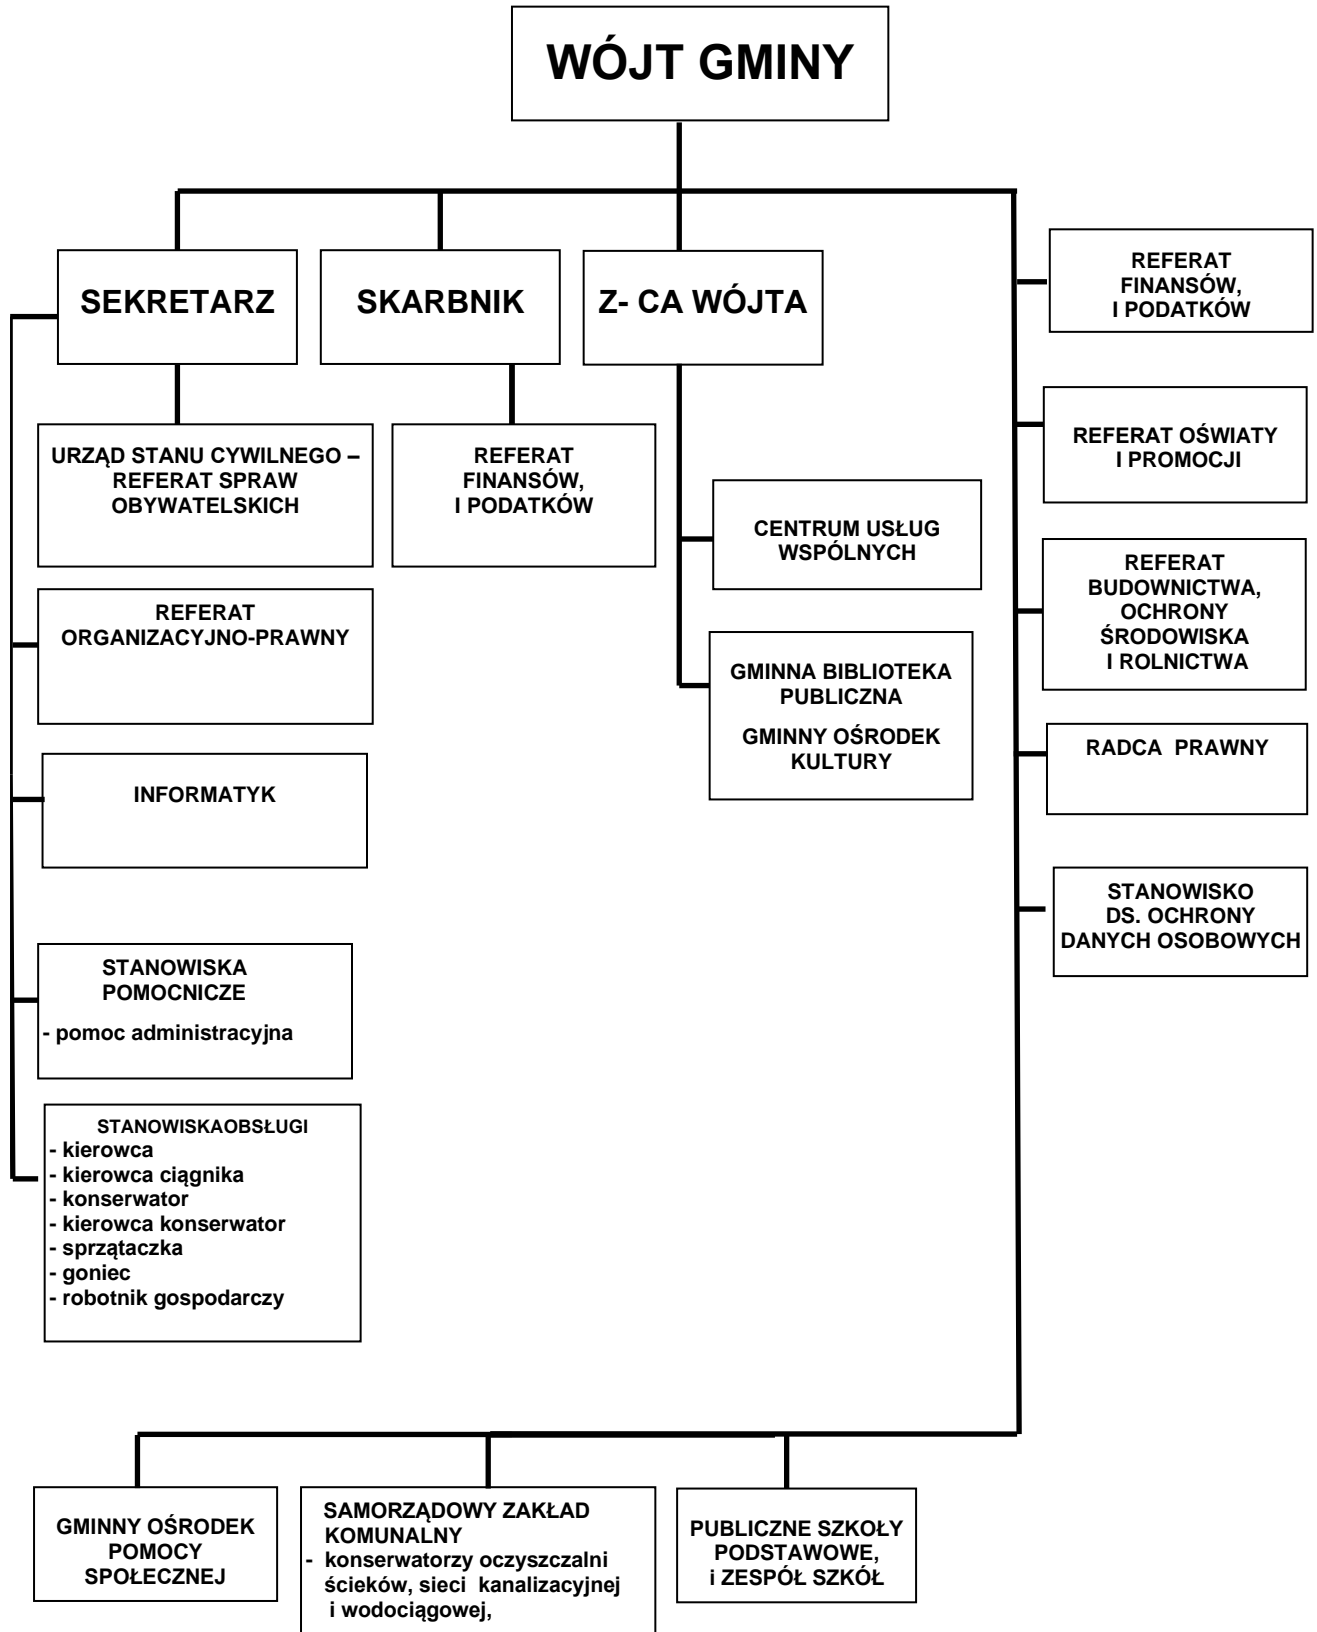 WÓJT GMINY
SEKRETARZ
SKARBNIK
Z- CA WÓJTA
REFERAT
FINANSÓW,
I PODATKÓW
URZĄD STANU CYWILNEGO –
REFERAT SPRAW
OBYWATELSKICH
REFERAT
FINANSÓW,
I PODATKÓW
REFERAT OŚWIATY
I PROMOCJI
CENTRUM USŁUG
WSPÓLNYCH
REFERAT
BUDOWNICTWA,
OCHRONY
ŚRODOWISKA
I ROLNICTWA
REFERAT
ORGANIZACYJNO-PRAWNY
GMINNA BIBLIOTEKA
PUBLICZNA
GMINNY OŚRODEK
KULTURY
RADCA PRAWNY
INFORMATYK
STANOWISKO
DS. OCHRONY
DANYCH OSOBOWYCH
STANOWISKA
POMOCNICZE
- pomoc administracyjna
STANOWISKAOBSŁUGI
- kierowca
- kierowca ciągnika
- konserwator
- kierowca konserwator
- sprzątaczka
- goniec
- robotnik gospodarczy
GMINNY OŚRODEK
POMOCY
SPOŁECZNEJ
SAMORZĄDOWY ZAKŁAD
KOMUNALNY
- konserwatorzy oczyszczalni
ścieków, sieci kanalizacyjnej
i wodociągowej,
PUBLICZNE SZKOŁY
PODSTAWOWE,
i ZESPÓŁ SZKÓŁ